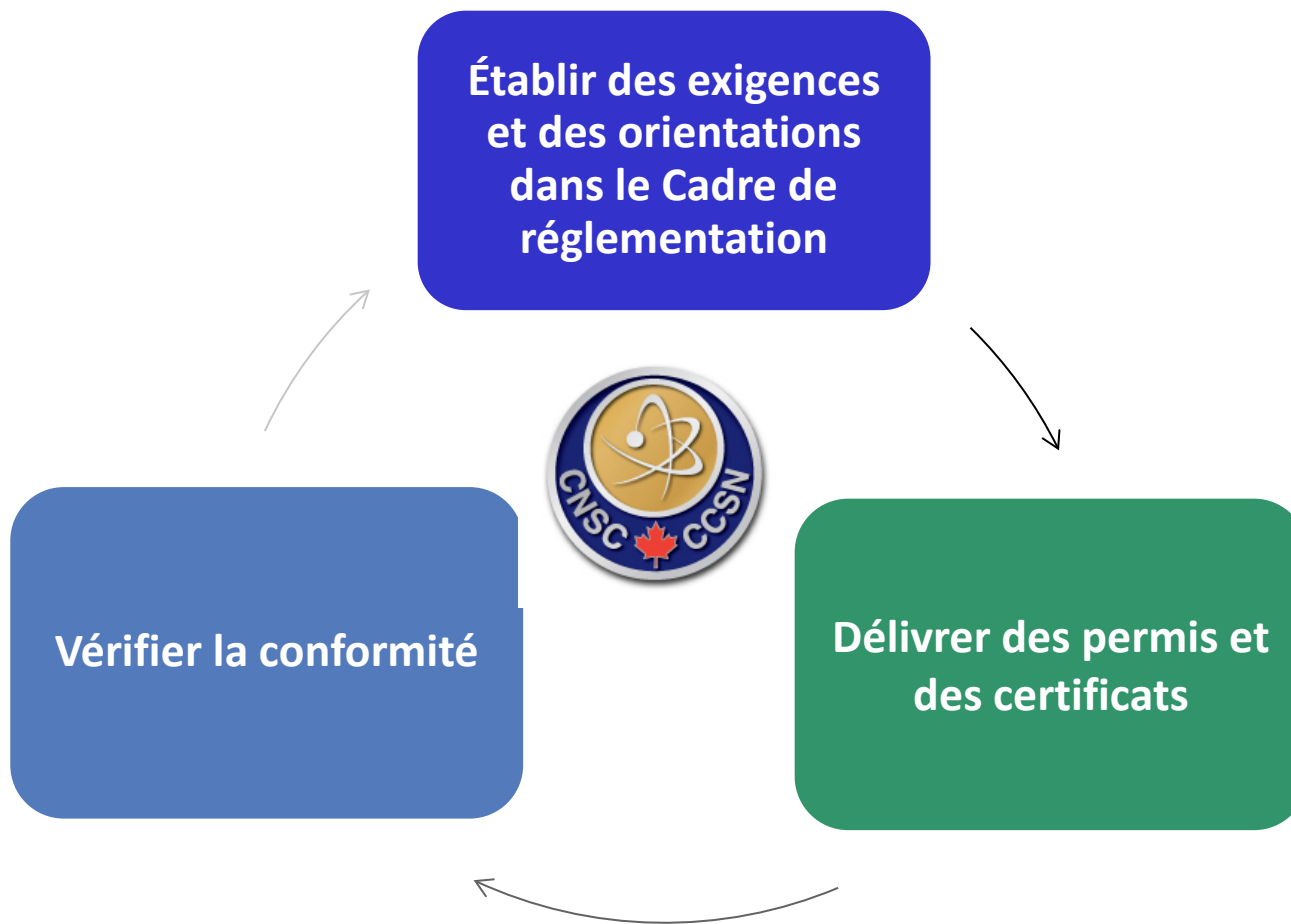 Établir des exigences
et des orientations
dans le Cadre de
réglementation
CNSC CCSN
Vérifier la conformité
Délivrer des permis et
des certificats